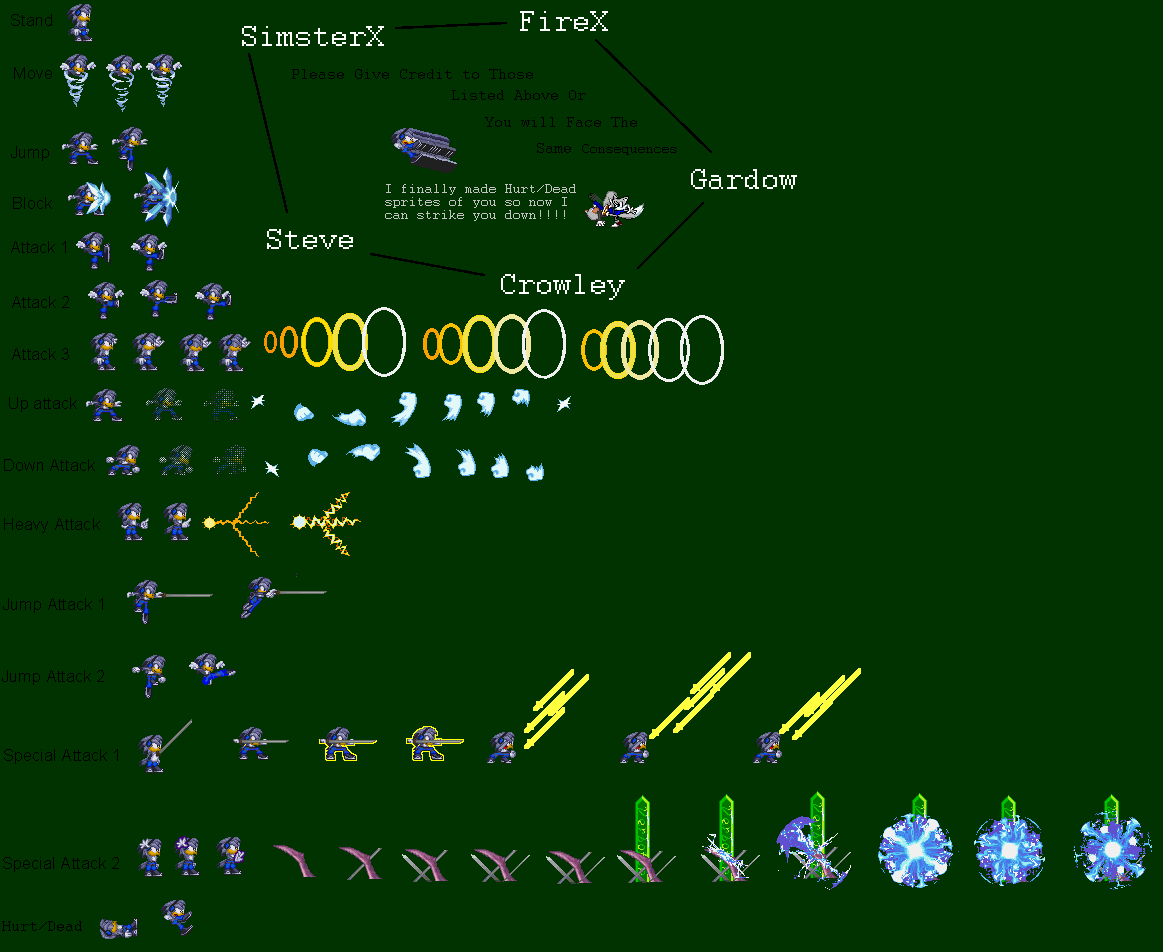 Stand
SimsterX
FireX
Move
Please Give Credit to Those
Listed Above Or
You will Face The
Same Consequences
Jump
Gardow
I finally made Hurt/Dead
sprites of you so now I
can strike you down!!!!
Block
Steve
Attack 1
Crowley
Attack 2
Attack 3
Up attack
Down Attack
Heavy Attack
Jump Attack 1
Jump Attack 2
Special Attack 1
Special Attack 2
Hurt/Dead